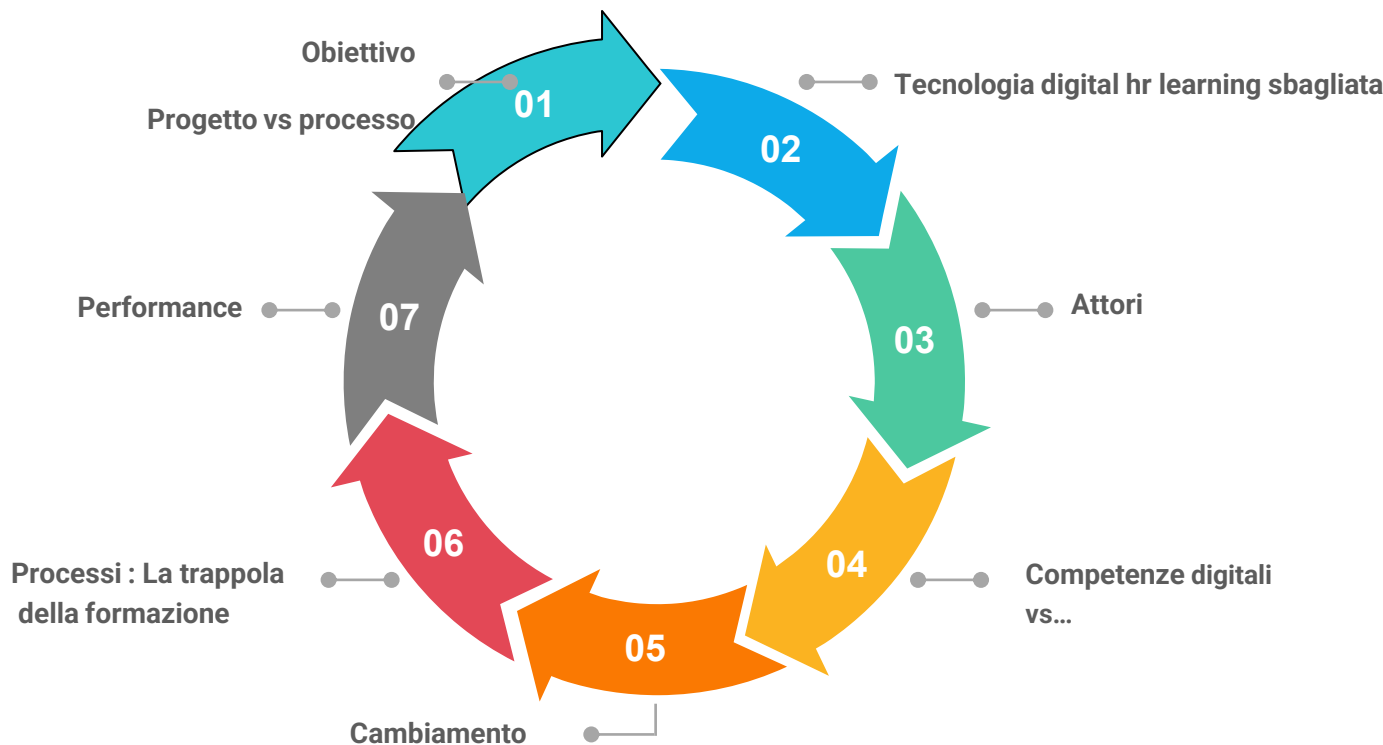 Obiettivo
Progetto vs processo
01
02
Tecnologia digital hr learning sbagliata
03
Attori
04
Competenze digitali
vs...
05
Cambiamento
06
Processi : La trappola
della formazione
07
Performance